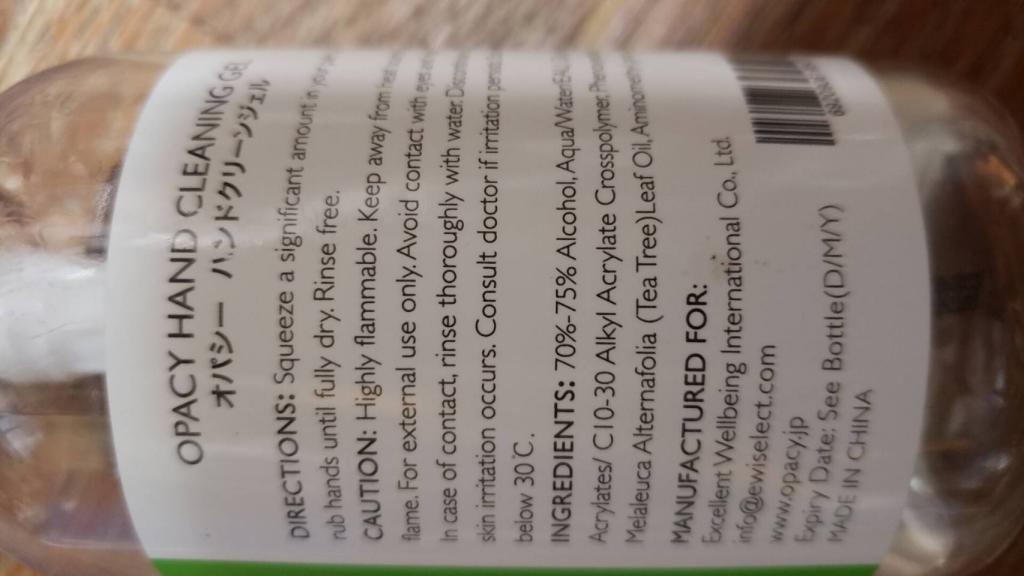 OPACY HAND CLEANING GEL
オパシー ハンドクリーンジェル
DIRECTIONS: Squeeze a significant amount in your
rub hands until fully dry. Rinse free.
CAUTION: Highly flammable. Keep away from heat
flame. For external use only. Avoid contact with eyes
In case of contact, rinse thoroughly with water.
skin irritation occurs. Consult doctor if irritation
below 30℃.
INGREDIENTS: 70%-75% Alcohol, Aqua/Water
Acrylates/ C10-30 Alkyl Acrylate Crosspolymer,
Melaleuca Alternafolia (Tea Tree)Leaf Oil,
MANUFACTURED FOR:
Excellent Wellbeing International Co., Ltd.
info@ewiselect.com
www.opacy.jp
Expiry Date: See Bottle(D/M/Y)
MADE IN CHINA